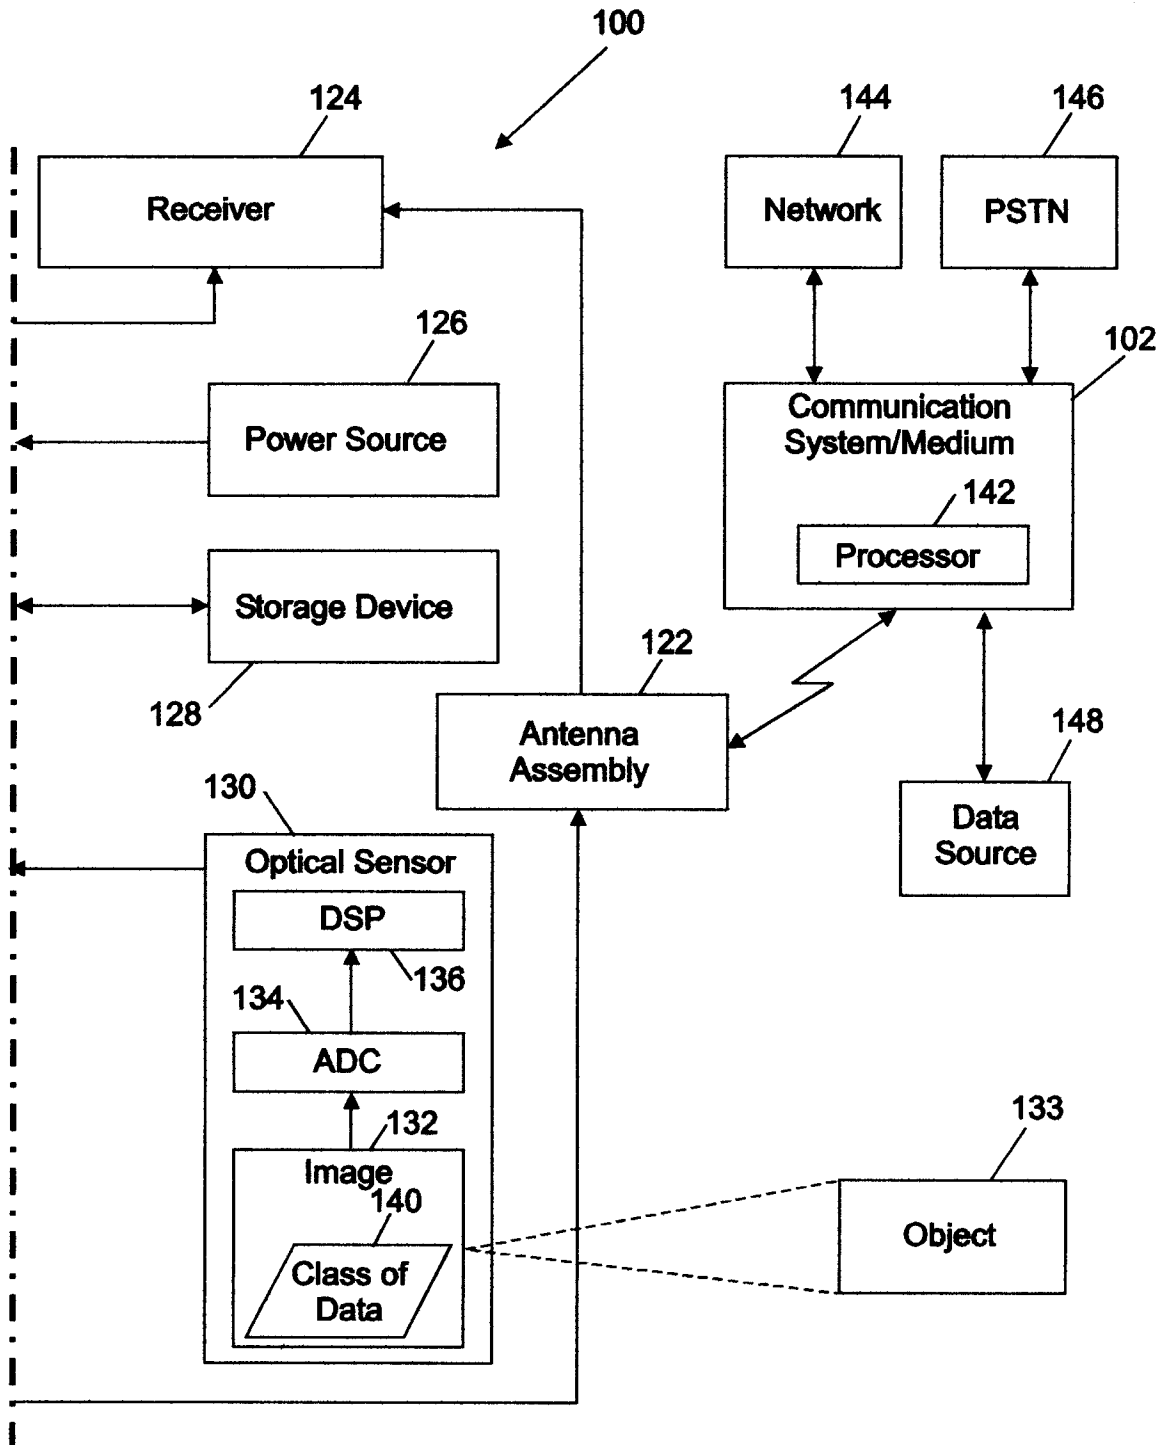 100
124
144
146
Receiver
Network
PSTN
126
102
Power Source
Communication
System/Medium
142
Processor
Storage Device
128
122
Antenna
Assembly
148
Data
Source
130
Optical Sensor
DSP
136
134
ADC
132
Image
140
Class of
Data
133
Object